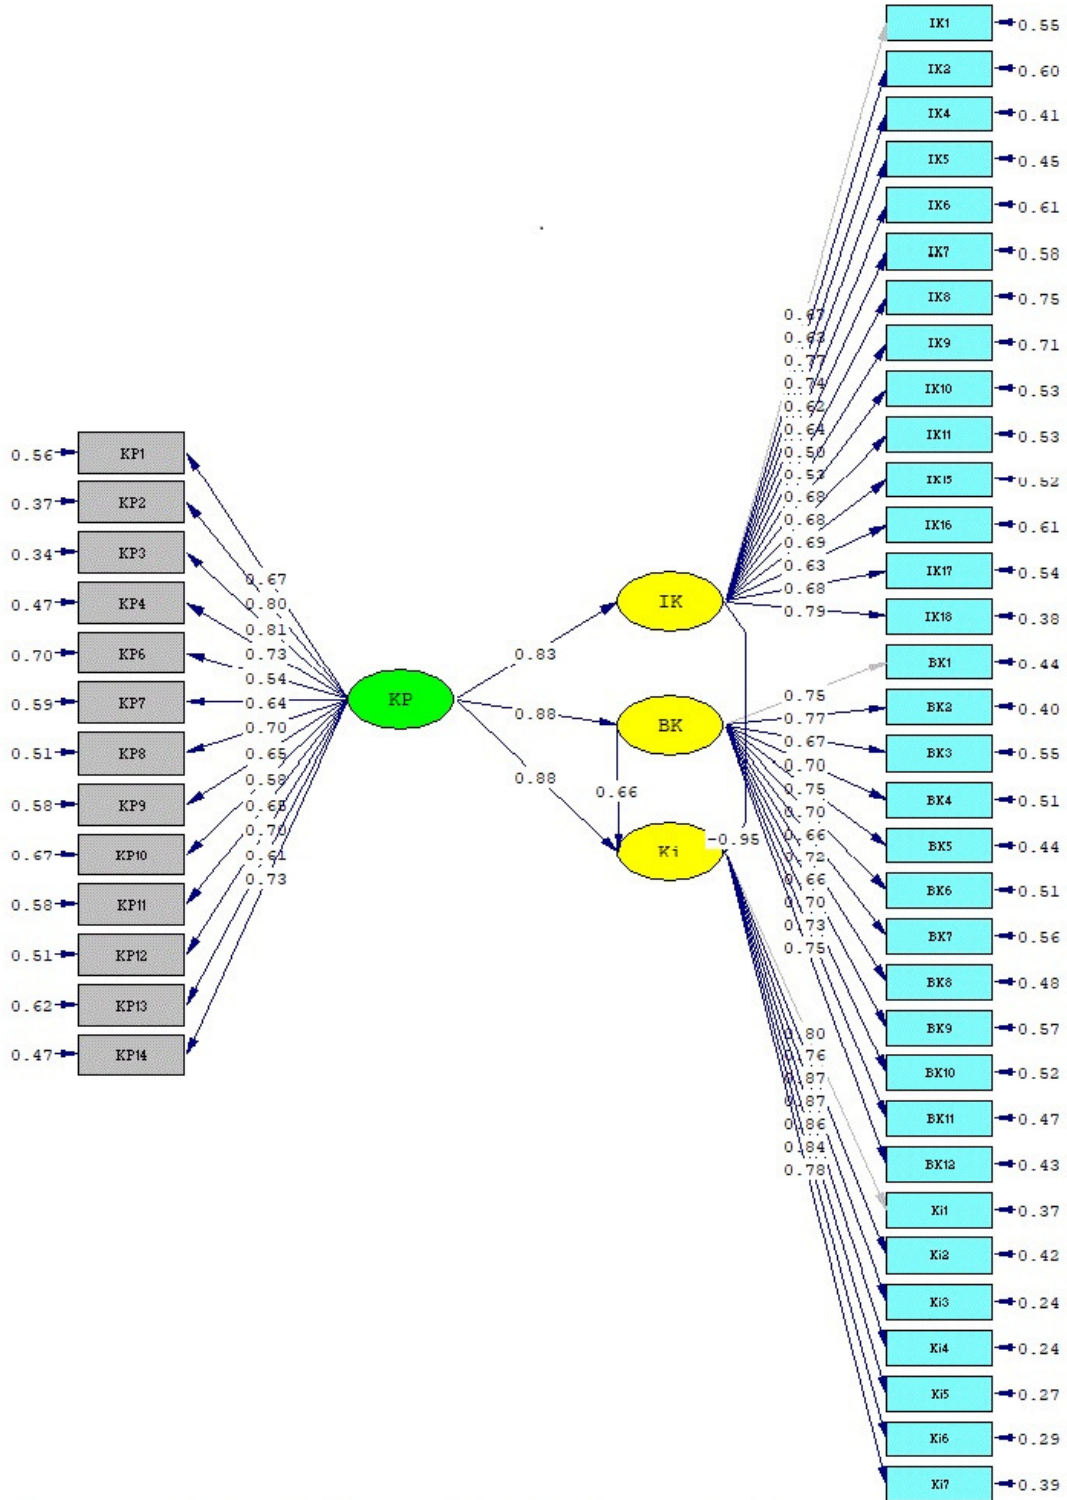 IK1 0.55
IK2 0.60
IK4 0.41
IK5 0.45
IK6 0.61
IK7 0.58
IK8 0.75
IK9 0.71
IK10 0.53
IK11 0.53
IK15 0.52
IK16 0.61
IK17 0.54
IK18 0.38
BK1 0.44
BK2 0.40
BK3 0.55
BK4 0.51
BK5 0.44
BK6 0.51
BK7 0.56
BK8 0.48
BK9 0.57
BK10 0.52
BK11 0.47
BK12 0.43
Ki1 0.37
Ki2 0.42
Ki3 0.24
Ki4 0.24
Ki5 0.27
Ki6 0.29
Ki7 0.39
0.67
0.63
0.77
0.74
0.62
0.64
0.50
0.53
0.68
0.68
0.69
0.63
0.68
0.79
0.75
0.77
0.67
0.70
0.75
0.70
0.66
0.72
0.66
0.70
0.73
0.75
0.80
0.76
0.87
0.87
0.86
0.84
0.78
IK
BK
Ki
-0.95
0.66
0.83
0.88
0.88
KP
0.67
0.80
0.81
0.73
0.54
0.64
0.70
0.65
0.58
0.65
0.70
0.61
0.73
0.56 KP1
0.37 KP2
0.34 KP3
0.47 KP4
0.70 KP6
0.59 KP7
0.51 KP8
0.58 KP9
0.67 KP10
0.58 KP11
0.51 KP12
0.62 KP13
0.47 KP14